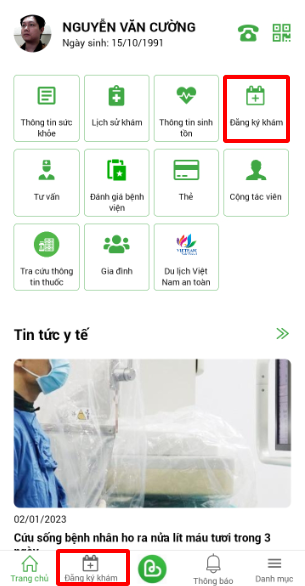 NGUYỄN VĂN CƯỜNG
Ngày sinh: 15/10/1991
Thông tin sức
khỏe
Lịch sử khám
Thông tin sinh
tồn
Đăng ký khám
Tư vấn
Đánh giá bệnh
viện
Thẻ
Cộng tác viên
Tra cứu thông
tin thuốc
Gia đình
Du lịch Việt
Nam an toàn
Tin tức y tế
02/01/2023
Cứu sống bệnh nhân ho ra nửa lít máu tươi trong 3
ngày
Trang chủ
Đăng ký khám
Thông báo
Danh mục